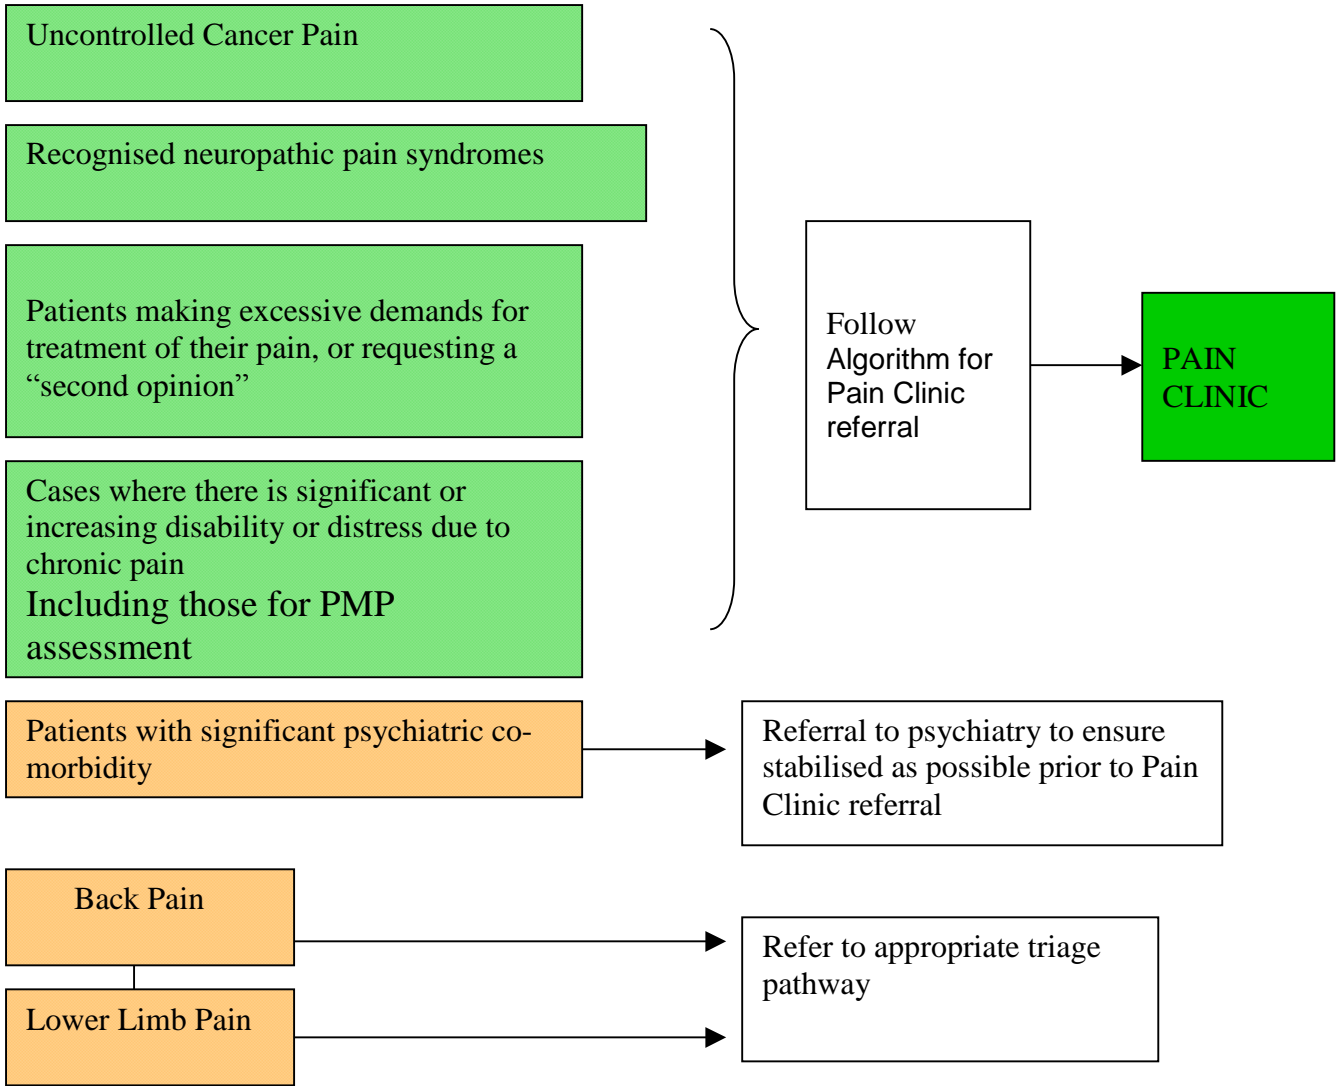 Uncontrolled Cancer Pain
Recognised neuropathic pain syndromes
Patients making excessive demands for
treatment of their pain, or requesting a
“second opinion”
Cases where there is significant or
increasing disability or distress due to
chronic pain
Including those for PMP
assessment
Follow
Algorithm for
Pain Clinic
referral
PAIN
CLINIC
Patients with significant psychiatric co-
morbidity
Referral to psychiatry to ensure
stabilised as possible prior to Pain
Clinic referral
Back Pain
Lower Limb Pain
Refer to appropriate triage
pathway